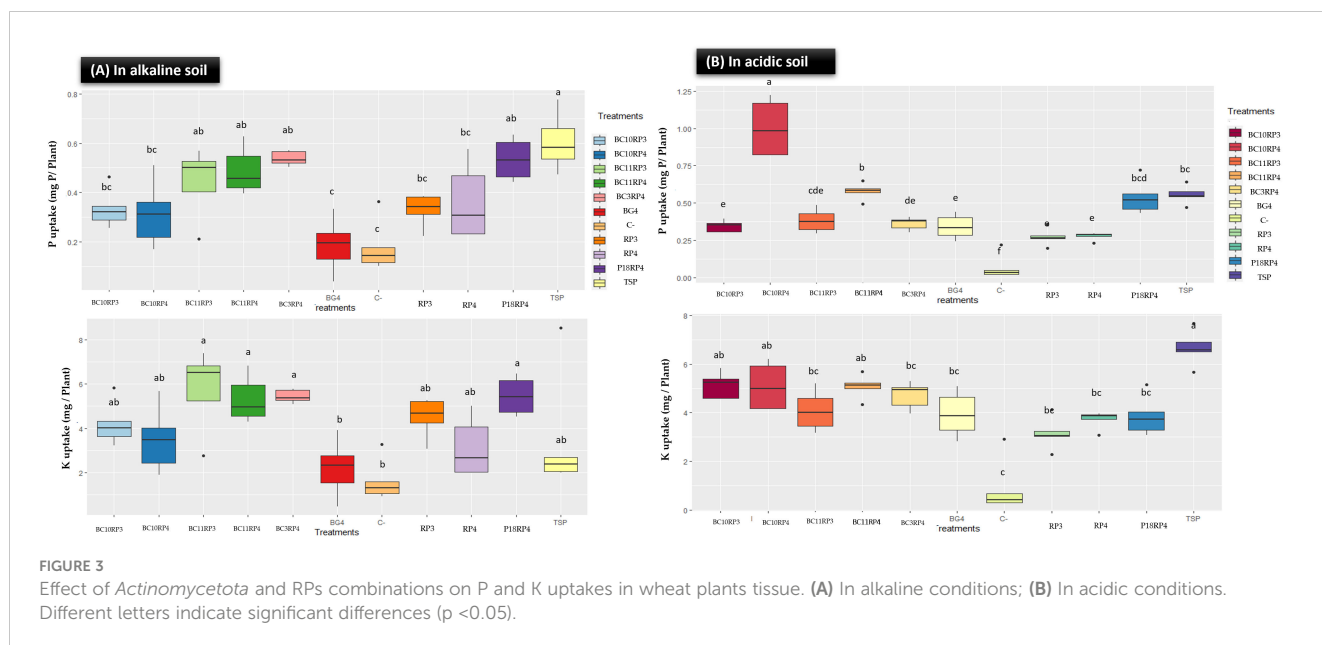 (A) In alkaline soil
P uptake (mg P/ Plant)
0.8
0.6
0.4
0.2
bc
bc
ab
ab
ab
c
c
bc
bc
ab
a
BC10RP3
BC10RP4
BC11RP3
BC11RP4
BC3RP4
BG4
C-
RP3
RP4
P18RP4
TSP
reatments
Treatments
BC10RP3
BC10RP4
BC11RP3
BC11RP4
BC3RP4
BG4
C-
RP3
RP4
P18RP4
TSP
K uptake (mg / Plant)
8
6
4
2
ab
ab
a
a
a
b
b
ab
ab
a
ab
BC10RP3
BC10RP4
BC11RP3
BC11RP4
BC3RP4
BG4
C-
RP3
RP4
P18RP4
TSP
Treatments
(B) In acidic soil
P uptake (mg P/ Plant)
1.25
1.00
0.75
0.50
0.25
0.00
e
a
cde
b
de
e
f
e
e
bcd
bc
BC10RP3
BC10RP4
BC11RP3
BC11RP4
BC3RP4
BG4
C-
RP3
RP4
P18RP4
TSP
reatments
Treatments
BC10RP3
BC10RP4
BC11RP3
BC11RP4
BC3RP4
BG4
C-
RP3
RP4
P18RP4
TSP
K uptake (mg / Plant)
8
6
4
2
0
ab
ab
bc
ab
bc
bc
c
bc
bc
bc
a
BC10RP3
BC10RP4
BC11RP3
BC11RP4
BC3RP4
BG4
C-
RP3
RP4
P18RP4
TSP
reatments
FIGURE 3
Effect of Actinomycetota and RPs combinations on P and K uptakes in wheat plants tissue. (A) In alkaline conditions; (B) In acidic conditions.
Different letters indicate significant differences (p <0.05).